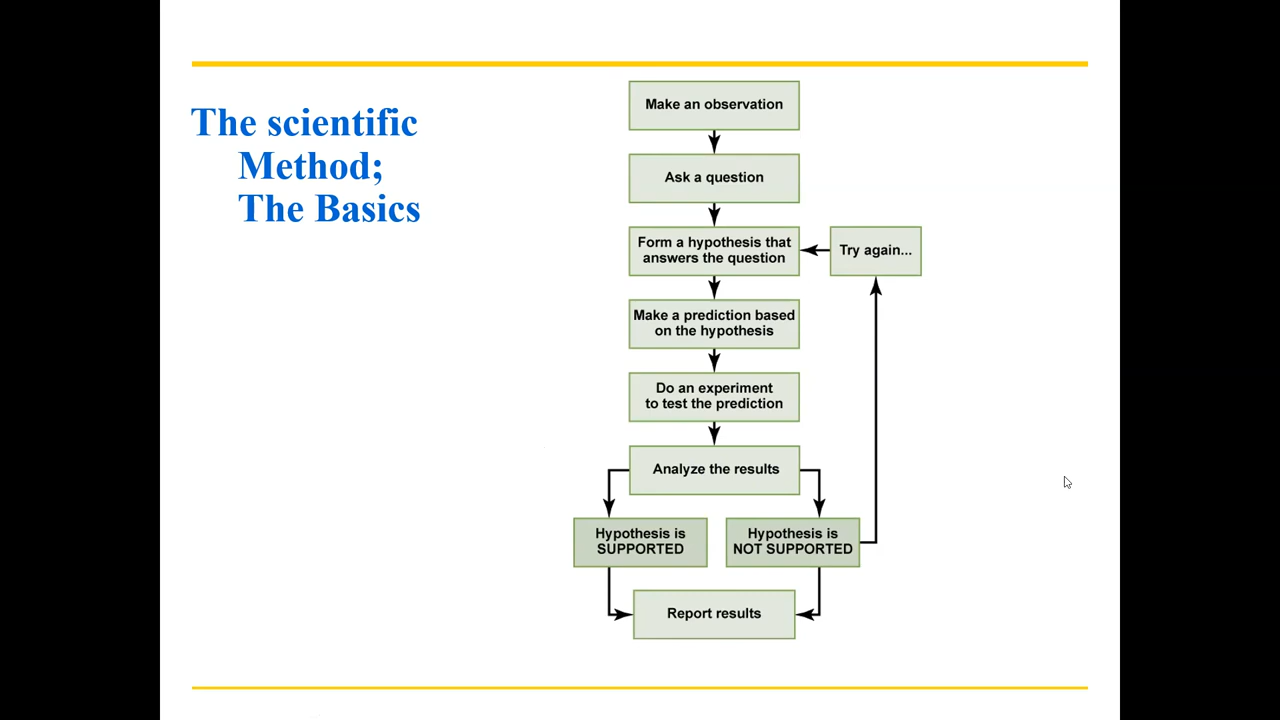 The scientific
Method;
The Basics
Make an observation
Ask a question
Form a hypothesis that
answers the question
Try again...
Make a prediction based
on the hypothesis
Do an experiment
to test the prediction
Analyze the results
Hypothesis is
SUPPORTED
Hypothesis is
NOT SUPPORTED
Report results